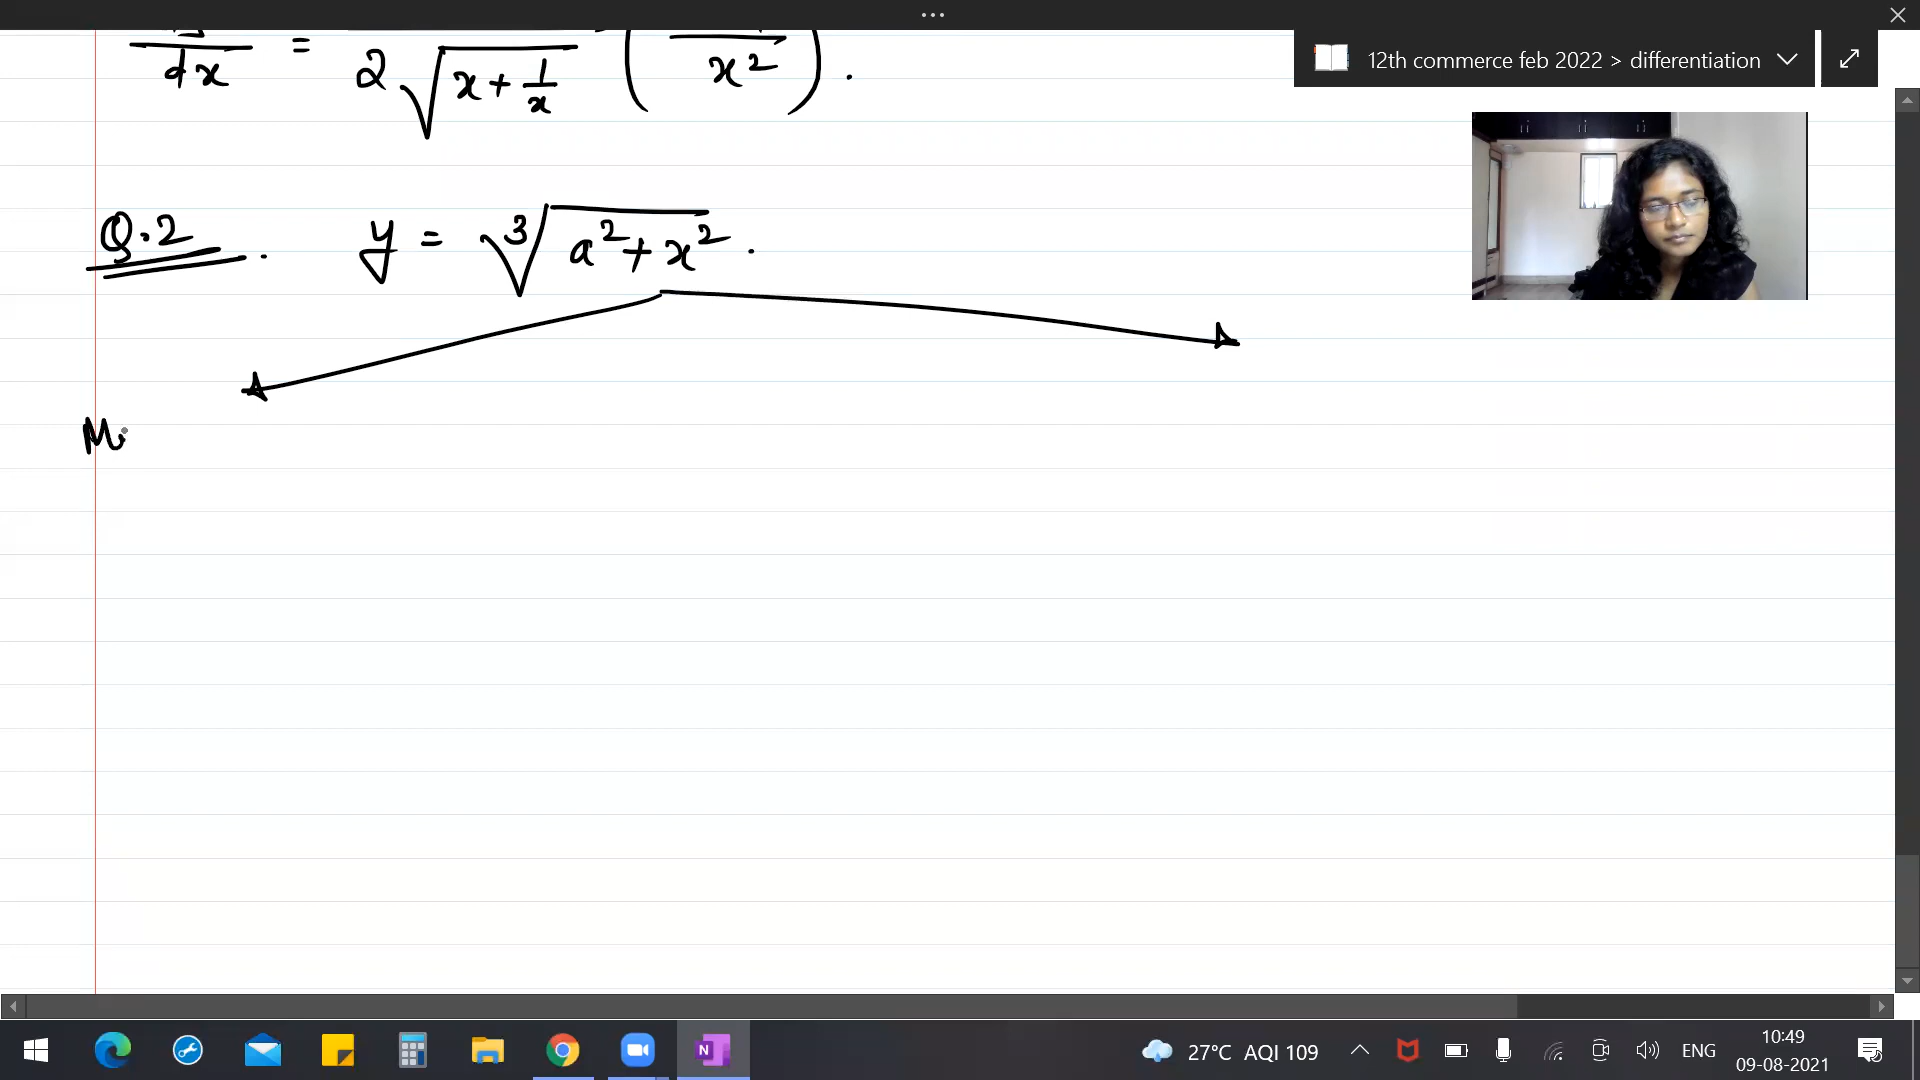 12th commerce feb 2022 > differentiation
dx = 2 √(x + 1/x) ( x² ) .
Q.2 . y = ∛(a² + x²) .
M
27°C AQI 109
ENG
10:49
09-08-2021